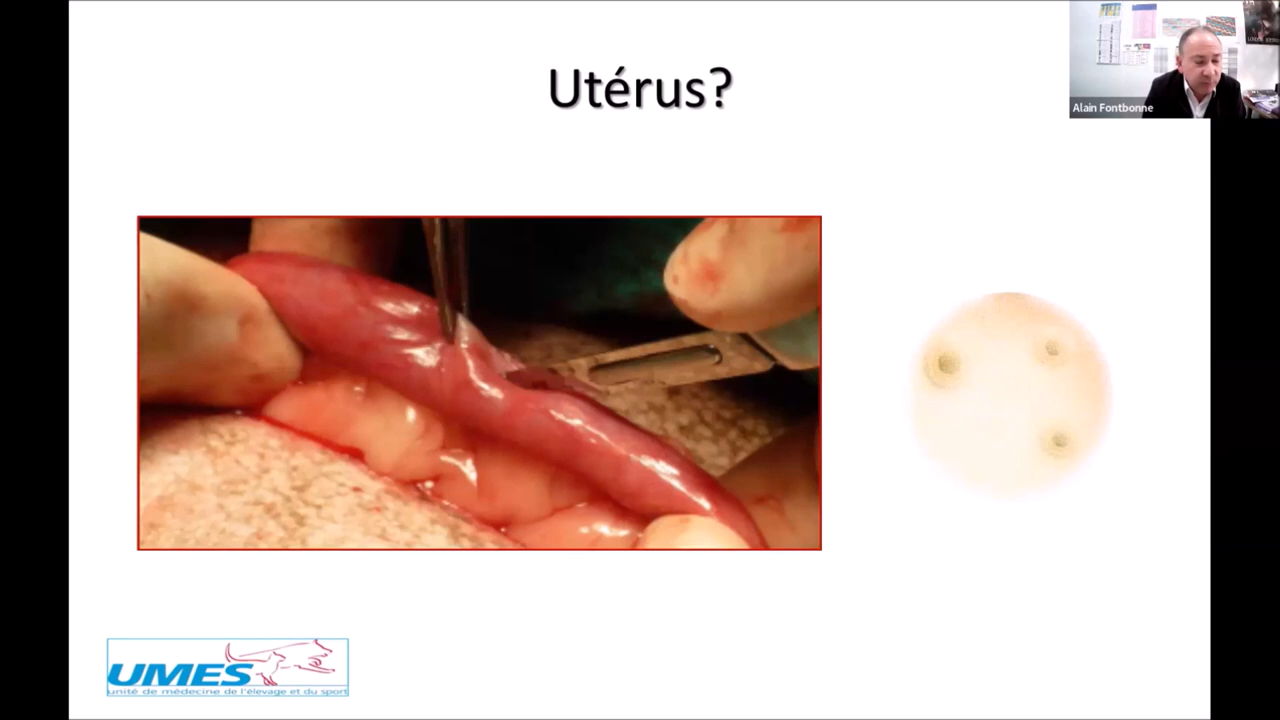 Utérus?
Alain Fontbonne
UMES
unité de médecine de l'élevage et du sport